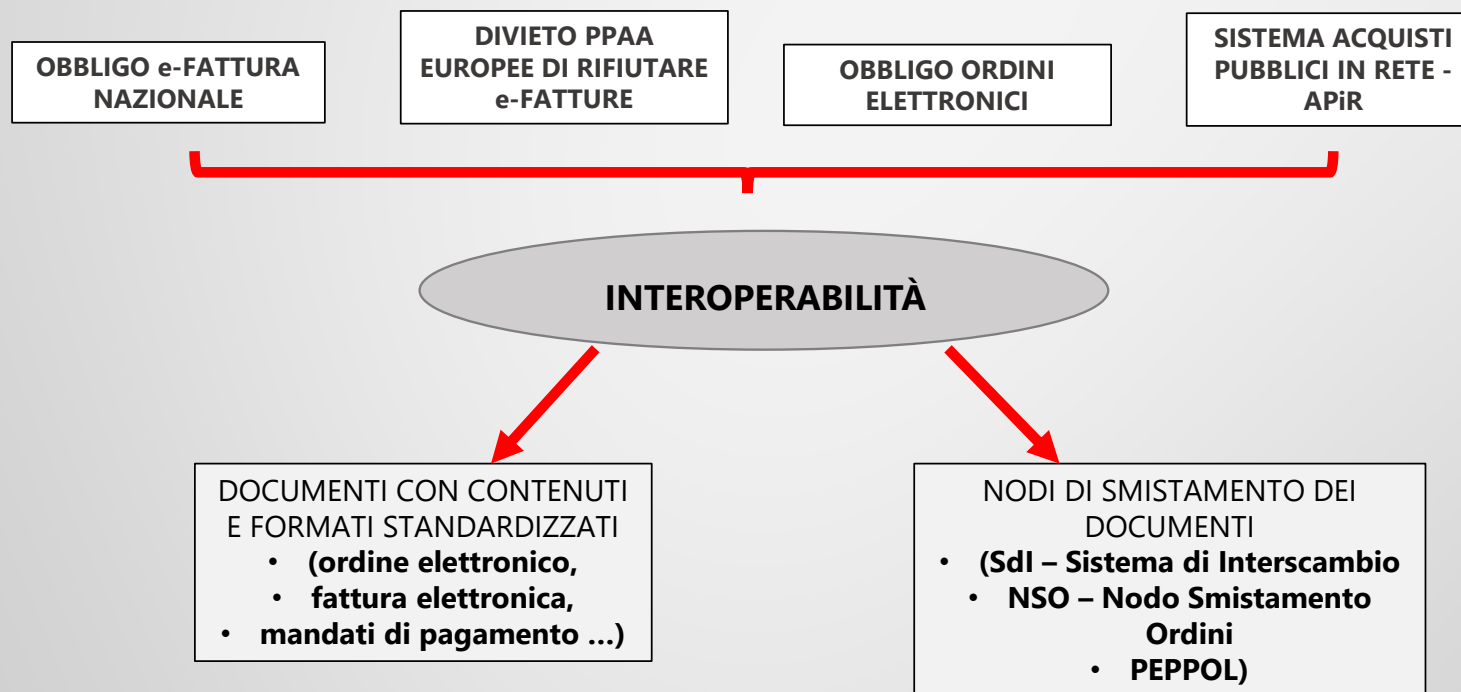 OBBLIGO e-FATTURA
NAZIONALE
DIVIETO PPAA
EUROPEE DI RIFIUTARE
e-FATTURE
OBBLIGO ORDINI
ELETTRONICI
SISTEMA ACQUISTI
PUBBLICI IN RETE -
APiR
INTEROPERABILITÀ
DOCUMENTI CON CONTENUTI
E FORMATI STANDARDIZZATI
• (ordine elettronico,
• fattura elettronica,
• mandati di pagamento ...)
NODI DI SMISTAMENTO DEI
DOCUMENTI
• (SdI – Sistema di Interscambio
• NSO – Nodo Smistamento
Ordini
• PEPPOL)